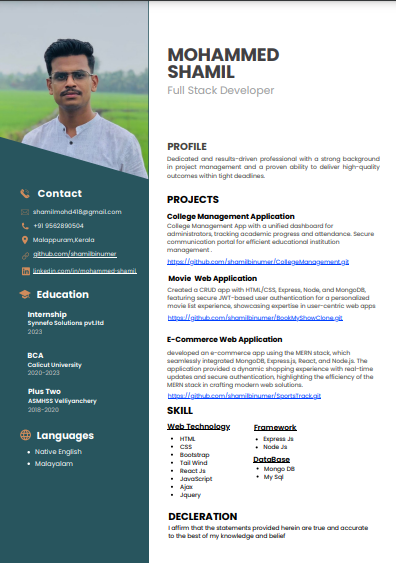 MOHAMMED
SHAMIL
Full Stack Developer
Contact
shamilmohd418@gmail.com
+91 9562890504
Malappuram,Kerala
github.com/shamilbinumer
linkedin.com/in/mohammed-shamil
Education
Internship
Synnefo Solutions pvt.ltd
2023
BCA
Calicut University
2020-2023
Plus Two
ASMHSS Velliyanchery
2018-2020
Languages
• Native English
• Malayalam
PROFILE
Dedicated and results-driven professional with a strong background
in project management and a proven ability to deliver high-quality
outcomes within tight deadlines.
PROJECTS
College Management Application
College Management App with a unified dashboard for
administrators, tracking academic progress and attendance. Secure
communication portal for efficient educational institution
management .
https://github.com/shamilbinumer/CollegeManagement.git
Movie Web Application
Created a CRUD app with HTML/CSS, Express, Node, and MongoDB,
featuring secure JWT-based user authentication for a personalized
movie list experience, showcasing expertise in user-centric web apps
https://github.com/shamilbinumer/BookMyShowClone.git
E-Commerce Web Application
developed an e-commerce app using the MERN stack, which
seamlessly integrated MongoDB, Express.js, React, and Node.js. The
application provided a dynamic shopping experience with real-time
updates and secure authentication, highlighting the efficiency of the
MERN stack in crafting modern web solutions.
https://github.com/shamilbinumer/SportsTrack.git
SKILL
Web Technology
• HTML
• CSS
• Bootstrap
• Tail Wind
• React Js
• JavaScript
• Ajax
• Jquery
Framework
• Express Js
• Node Js
DataBase
• Mongo DB
• My Sql
DECLERATION
I affirm that the statements provided herein are true and accurate
to the best of my knowledge and belief